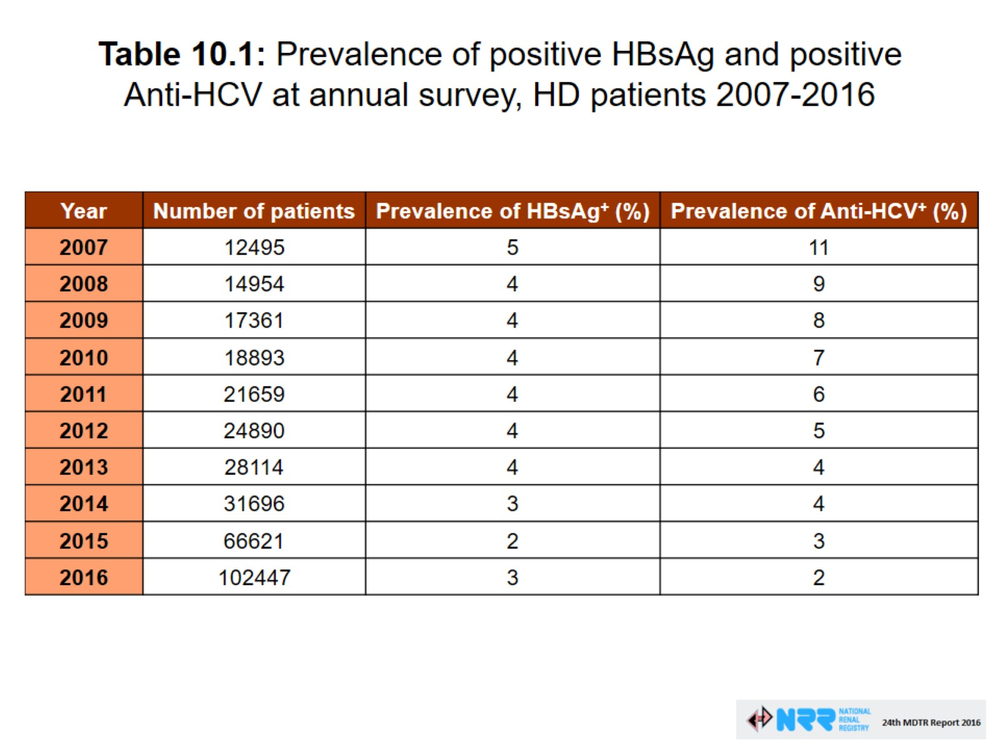 Table 10.1: Prevalence of positive HBsAg and positive
Anti-HCV at annual survey, HD patients 2007-2016
Year Number of patients Prevalence of HBsAg⁺ (%) Prevalence of Anti-HCV⁺ (%)
2007 12495 5 11
2008 14954 4 9
2009 17361 4 8
2010 18893 4 7
2011 21659 4 6
2012 24890 4 5
2013 28114 4 4
2014 31696 3 4
2015 66621 2 3
2016 102447 3 2
NRR
NATIONAL
RENAL
REGISTRY
24th MDTR Report 2016